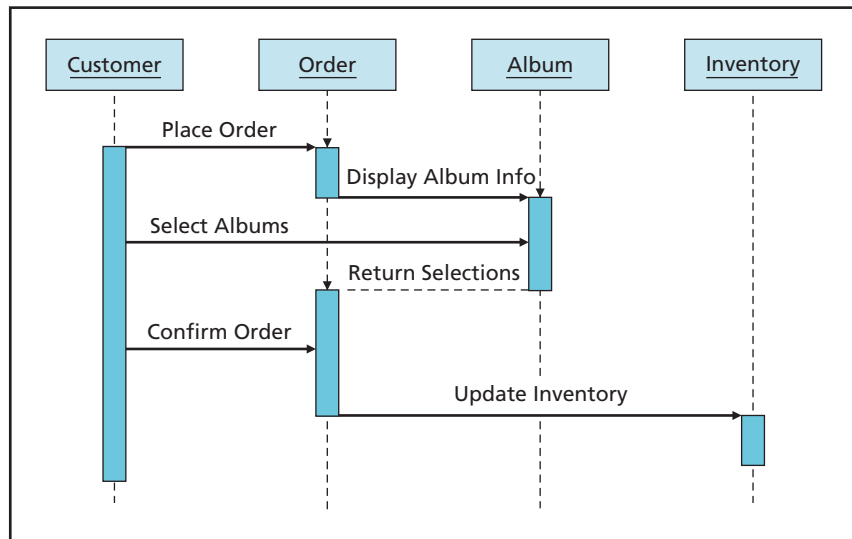 Customer
Order
Album
Inventory
Place Order
Display Album Info
Select Albums
Return Selections
Confirm Order
Update Inventory